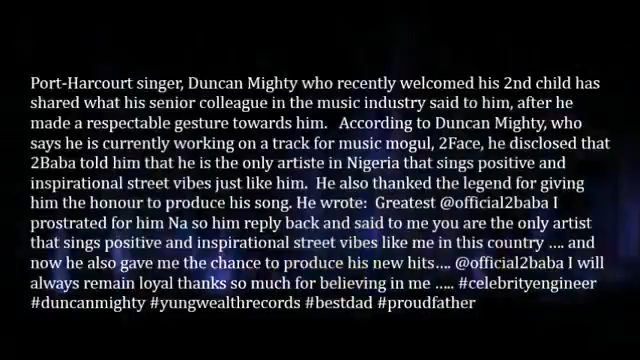 Port-Harcourt singer, Duncan Mighty who recently welcomed his 2nd child has
shared what his senior colleague in the music industry said to him, after he
made a respectable gesture towards him.   According to Duncan Mighty, who
says he is currently working on a track for music mogul, 2Face, he disclosed that
2Baba told him that he is the only artiste in Nigeria that sings positive and
inspirational street vibes just like him.  He also thanked the legend for giving
him the honour to produce his song. He wrote:  Greatest @official2baba I
prostrated for him Na so him reply back and said to me you are the only artist
that sings positive and inspirational street vibes like me in this country …. and
now he also gave me the chance to produce his new hits…. @official2baba I will
always remain loyal thanks so much for believing in me ….. #celebrityengineer
#duncanmighty #yungwealthrecords #bestdad #proudfather